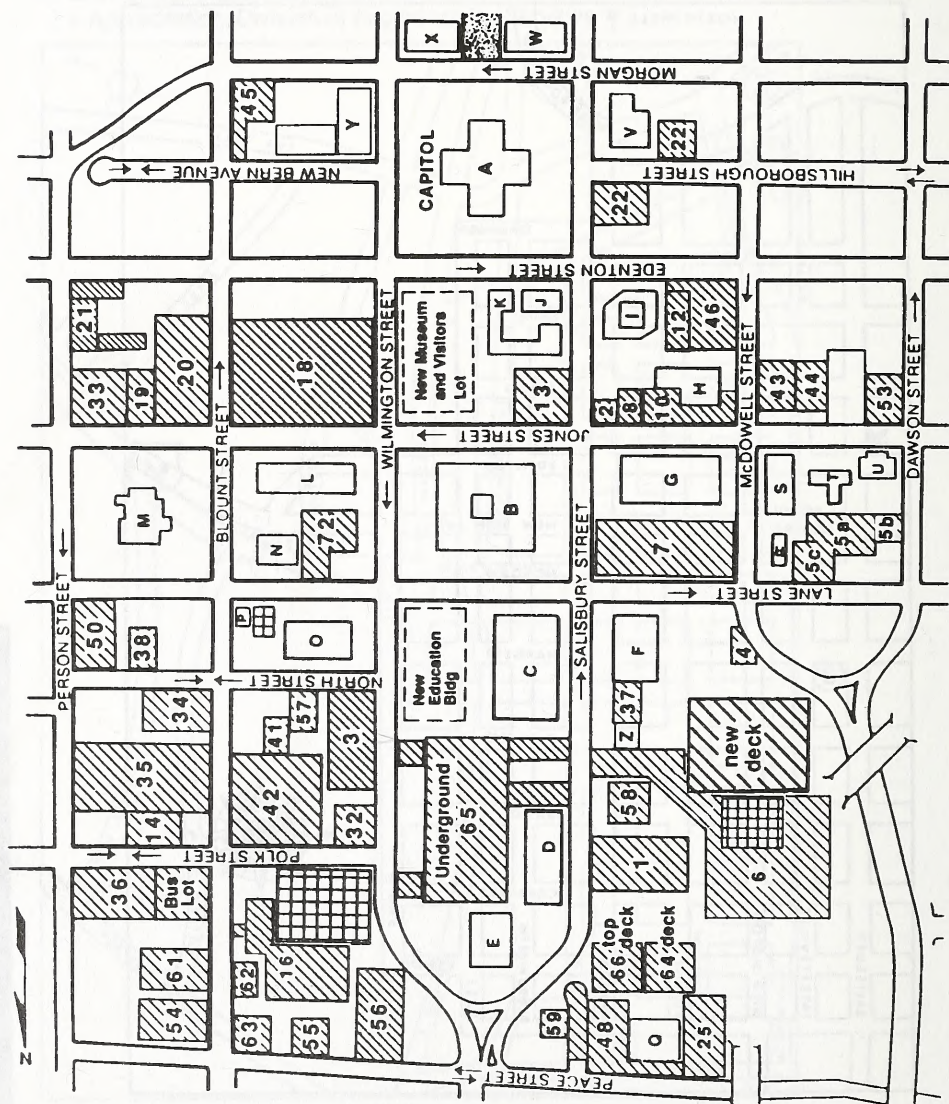 N
PERSON STREET
BLOUNT STREET
WILMINGTON STREET
SALISBURY STREET
McDOWELL STREET
DAWSON STREET
PEACE STREET
POLK STREET
NORTH STREET
LANE STREET
JONES STREET
EDENTON STREET
NEW BERN AVENUE
HILLSBOROUGH STREET
MORGAN STREET
54
61
36
Bus
Lot
14
35
34
38
50
M
33
19
20
21
63
62
55
16
56
42
41
57
32
3
P
O
N
72
L
18
45
Y
E
D
Underground
65
New
Education
Bldg
C
B
New Museum
and Visitors
Lot
13
K
J
CAPITOL
A
X
W
59
48
Q
25
66 top
deck
64 deck
1
58
Z
37
F
6
new
deck
4
7
G
2
8
10
H
I
12
46
22
V
22
R
S
T
U
5c
5a
5b
43
44
53